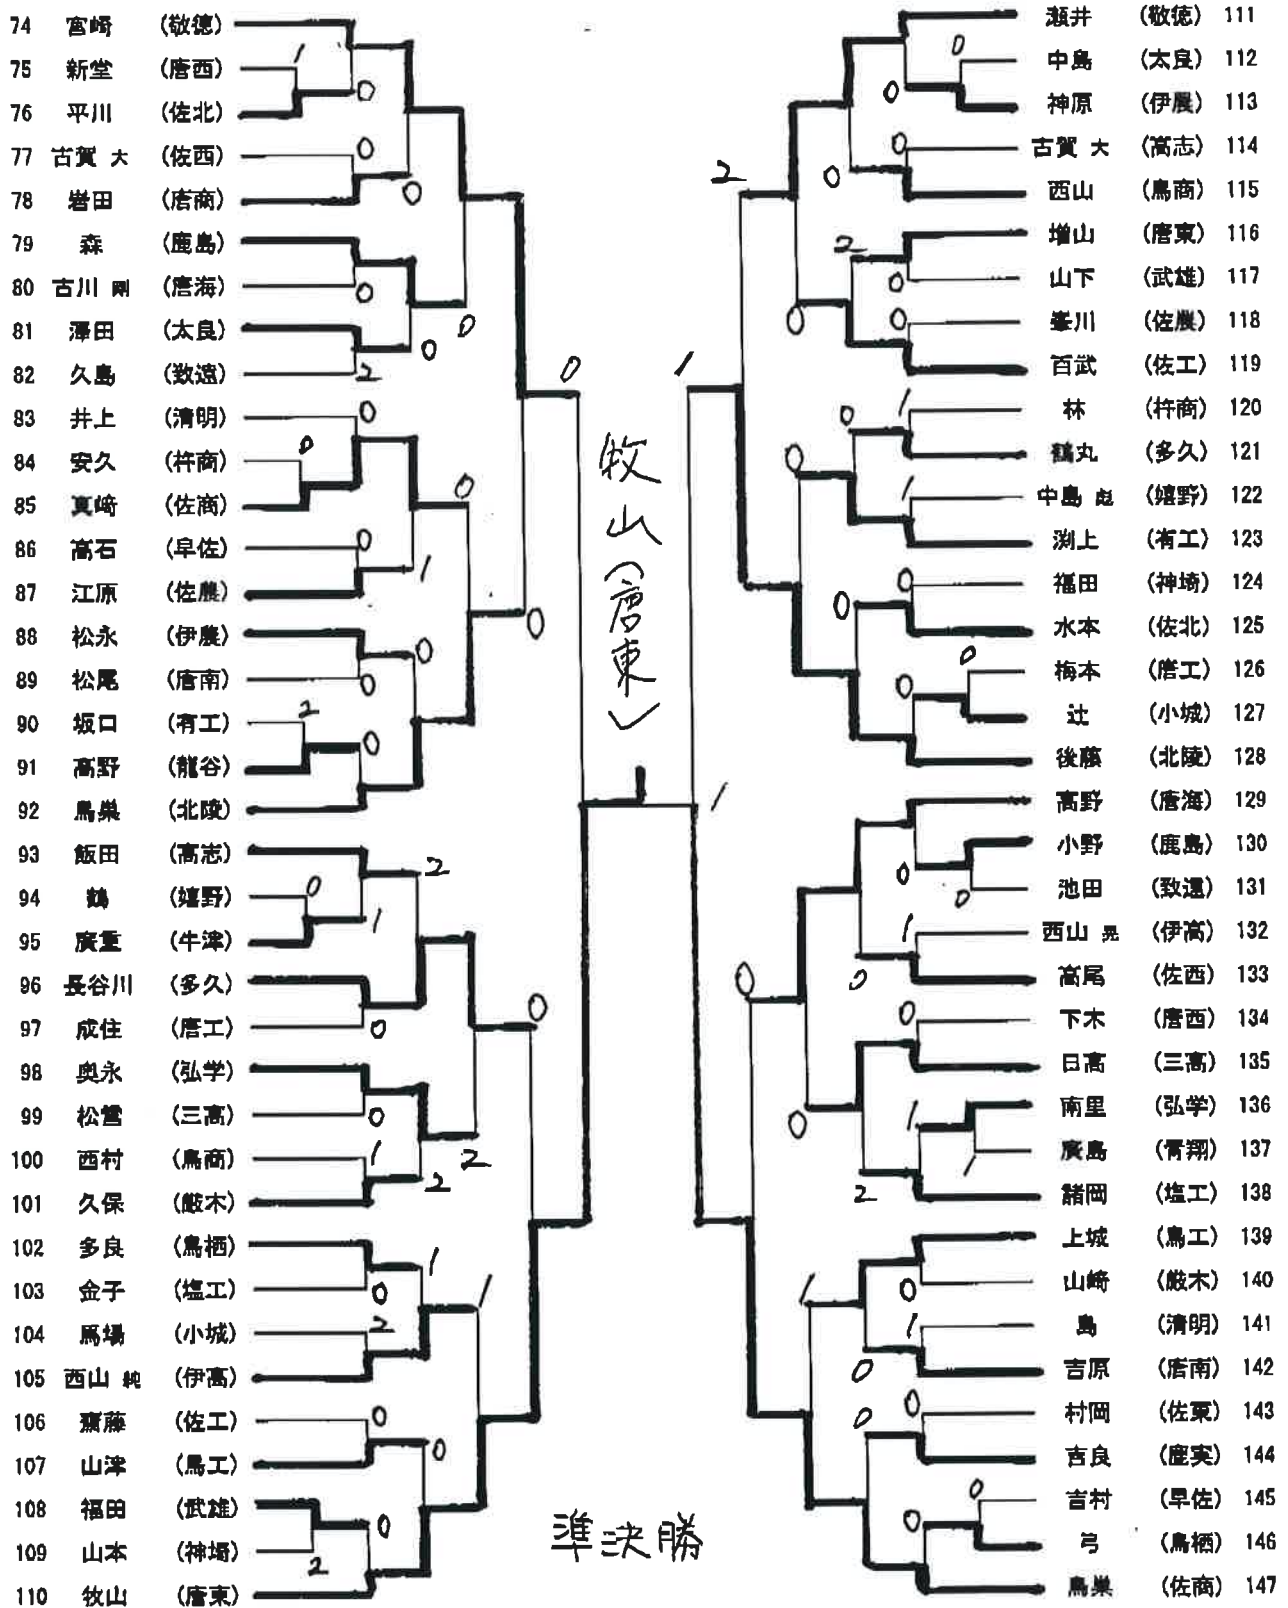 74 宮崎 (敬徳)
75 新堂 (唐西)
76 平川 (佐北)
77 古賀 大 (佐西)
78 岩田 (唐商)
79 森 (鹿島)
80 古川 剛 (唐海)
81 澤田 (太良)
82 久島 (致遠)
83 井上 (清明)
84 安久 (杵商)
85 真崎 (佐商)
86 高石 (早佐)
87 江原 (佐農)
88 松永 (伊農)
89 松尾 (唐南)
90 坂口 (有工)
91 高野 (龍谷)
92 鳥巣 (北陵)
93 飯田 (高志)
94 鶴 (嬉野)
95 廣重 (牛津)
96 長谷川 (多久)
97 成住 (唐工)
98 奥永 (弘学)
99 松雪 (三高)
100 西村 (鳥商)
101 久保 (厳木)
102 多良 (鳥栖)
103 金子 (塩工)
104 馬場 (小城)
105 西山 純 (伊高)
106 齋藤 (佐工)
107 山津 (鳥工)
108 福田 (武雄)
109 山本 (神埼)
110 牧山 (唐東)
牧山(唐東)
準決勝
瀬井 (敬徳) 111
中島 (太良) 112
神原 (伊農) 113
古賀 大 (高志) 114
西山 (鳥商) 115
増山 (唐東) 116
山下 (武雄) 117
峯川 (佐農) 118
百武 (佐工) 119
林 (杵商) 120
鶴丸 (多久) 121
中島 彪 (嬉野) 122
渕上 (有工) 123
福田 (神埼) 124
水本 (佐北) 125
梅本 (唐工) 126
辻 (小城) 127
後藤 (北陵) 128
高野 (唐海) 129
小野 (鹿島) 130
池田 (致遠) 131
西山 晃 (伊高) 132
高尾 (佐西) 133
下木 (唐西) 134
日高 (三高) 135
南里 (弘学) 136
廣島 (青翔) 137
諸岡 (塩工) 138
上城 (鳥工) 139
山崎 (厳木) 140
島 (清明) 141
吉原 (唐南) 142
村岡 (佐東) 143
吉良 (鹿実) 144
吉村 (早佐) 145
弓 (鳥栖) 146
鳥巣 (佐商) 147